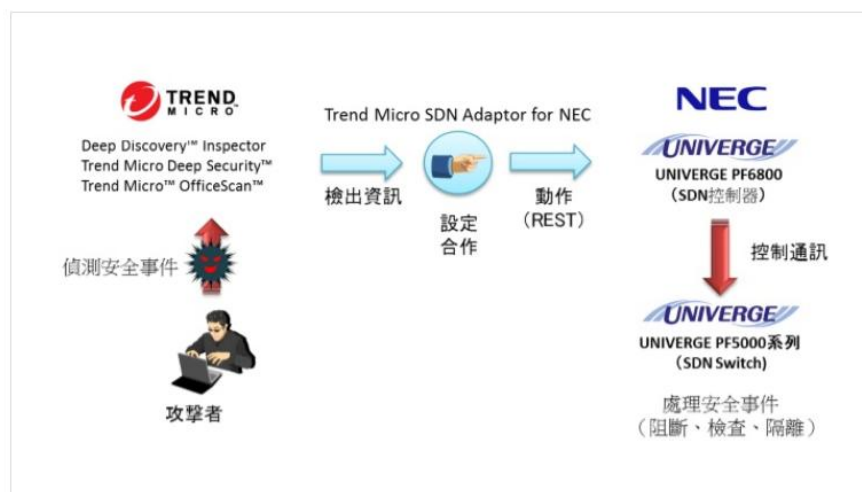 TREND
MICRO™
Deep Discovery™ Inspector
Trend Micro Deep Security™
Trend Micro™ OfficeScan™
偵測安全事件
攻撃者
Trend Micro SDN Adaptor for NEC
檢出資訊
設定
合作
動作
（REST）
NEC
UNIVERGE
UNIVERGE PF6800
（SDN控制器）
控制通訊
UNIVERGE
UNIVERGE PF5000系列
（SDN Switch)
處理安全事件
（阻斷、檢查、隔離）